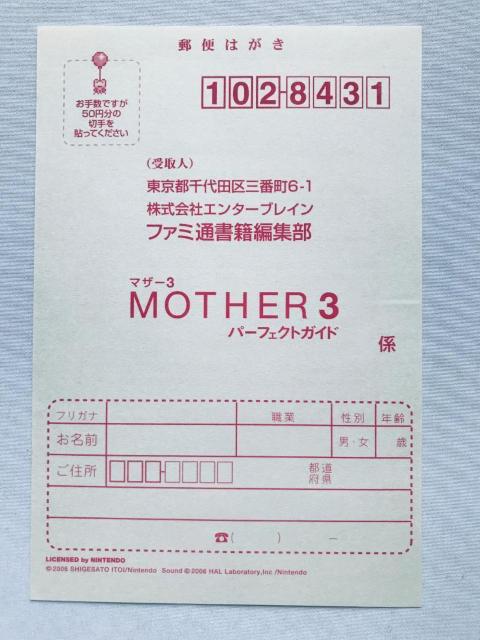 郵便はがき
お手数ですが
50円分の
切手を
貼ってください
102-8431
(受取人)
東京都千代田区三番町6-1
株式会社エンターブレイン
ファミ通書籍編集部
マザー3
MOTHER 3
パーフェクトガイド
係
フリガナ 職業 性別 年齢
お名前 男・女 歳
ご住所 都道
府県
☎( ) −
LICENSED by NINTENDO
©2006 SHIGESATO ITOI/Nintendo Sound ©2006 HAL Laboratory,Inc /Nintendo